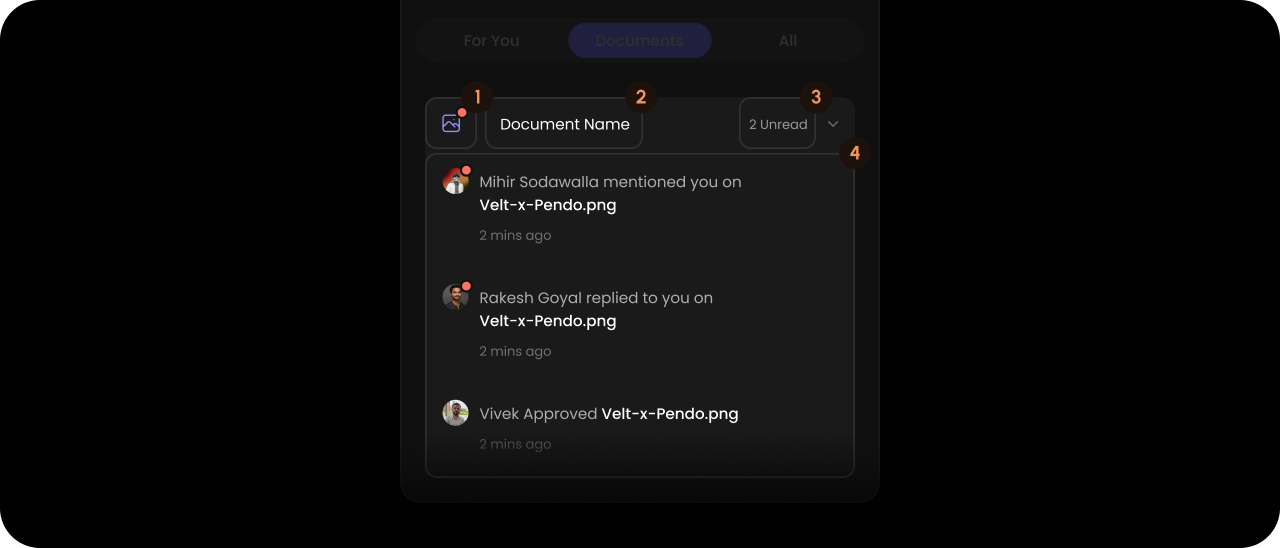 For You
Documents
All
1
2
3
Document Name
2 Unread
4
Mihir Sodawalla mentioned you on
Velt-x-Pendo.png
2 mins ago
Rakesh Goyal replied to you on
Velt-x-Pendo.png
2 mins ago
Vivek Approved Velt-x-Pendo.png
2 mins ago